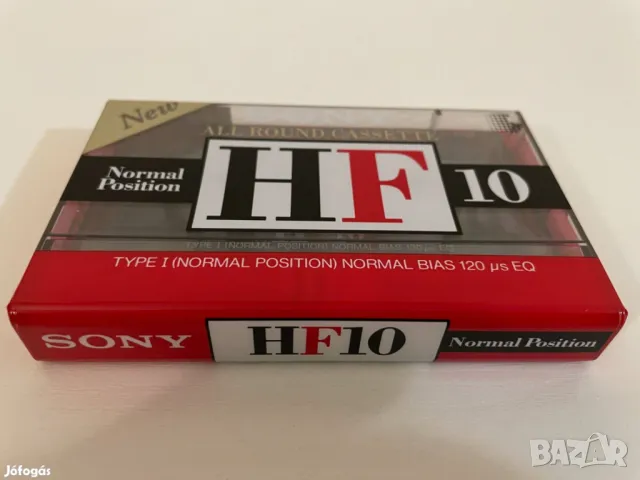 New
ALL ROUND CASSETTE
Normal
Position
HF
10
TYPE I (NORMAL POSITION) NORMAL BIAS 120 µs EQ
SONY
HF10
Normal Position
Jófogás
BAZAR